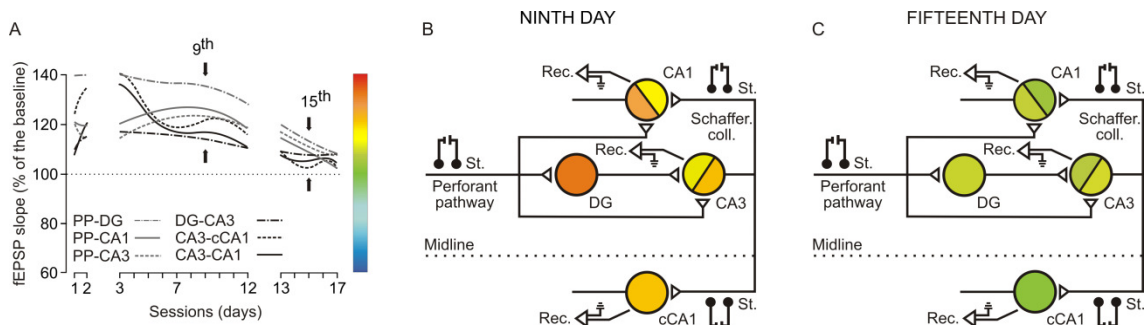 A
9th
15th
140
120
100
80
60
fEPSP slope (% of the baseline)
PP-DG
PP-CA1
PP-CA3
DG-CA3
CA3-cCA1
CA3-CA1
1 2 3 7 12 13 17
Sessions (days)
B
NINTH DAY
Rec.
CA1
St.
Schaffer.
coll.
St.
Rec.
Perforant
pathway
DG
CA3
Midline
St.
Rec.
cCA1
C
FIFTEENTH DAY
Rec.
CA1
St.
Schaffer.
coll.
St.
Rec.
Perforant
pathway
DG
CA3
Midline
St.
Rec.
cCA1